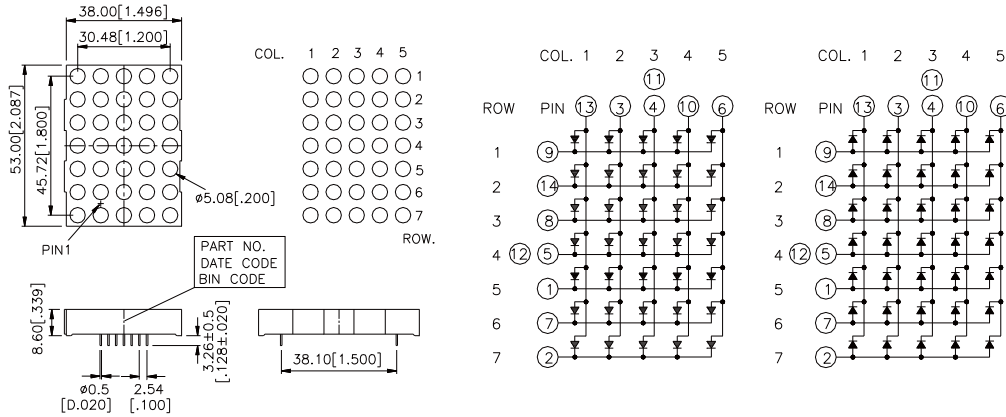 38.00[1.496]
30.48[1.200]
53.00[2.087]
45.72[1.800]
ø5.08[.200]
PIN1
COL. 1 2 3 4 5
1
2
3
4
5
6
7
ROW.
PART NO.
DATE CODE
BIN CODE
8.60[.339]
3.26±0.5
[.128±.020]
ø0.5
[D.020]
2.54
[.100]
38.10[1.500]
COL. 1 2 3 4 5
11
ROW PIN 13 3 4 10 6
1 9
2 14
3 8
4 12 5
5 1
6 7
7 2
COL. 1 2 3 4 5
11
ROW PIN 13 3 4 10 6
1 9
2 14
3 8
4 12 5
5 1
6 7
7 2